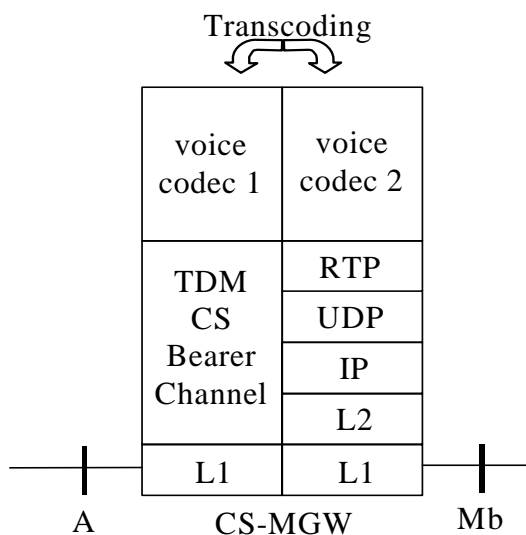 Transcoding
voice
codec 1
voice
codec 2
TDM
CS
Bearer
Channel
RTP
UDP
IP
L2
L1
L1
A
CS-MGW
Mb